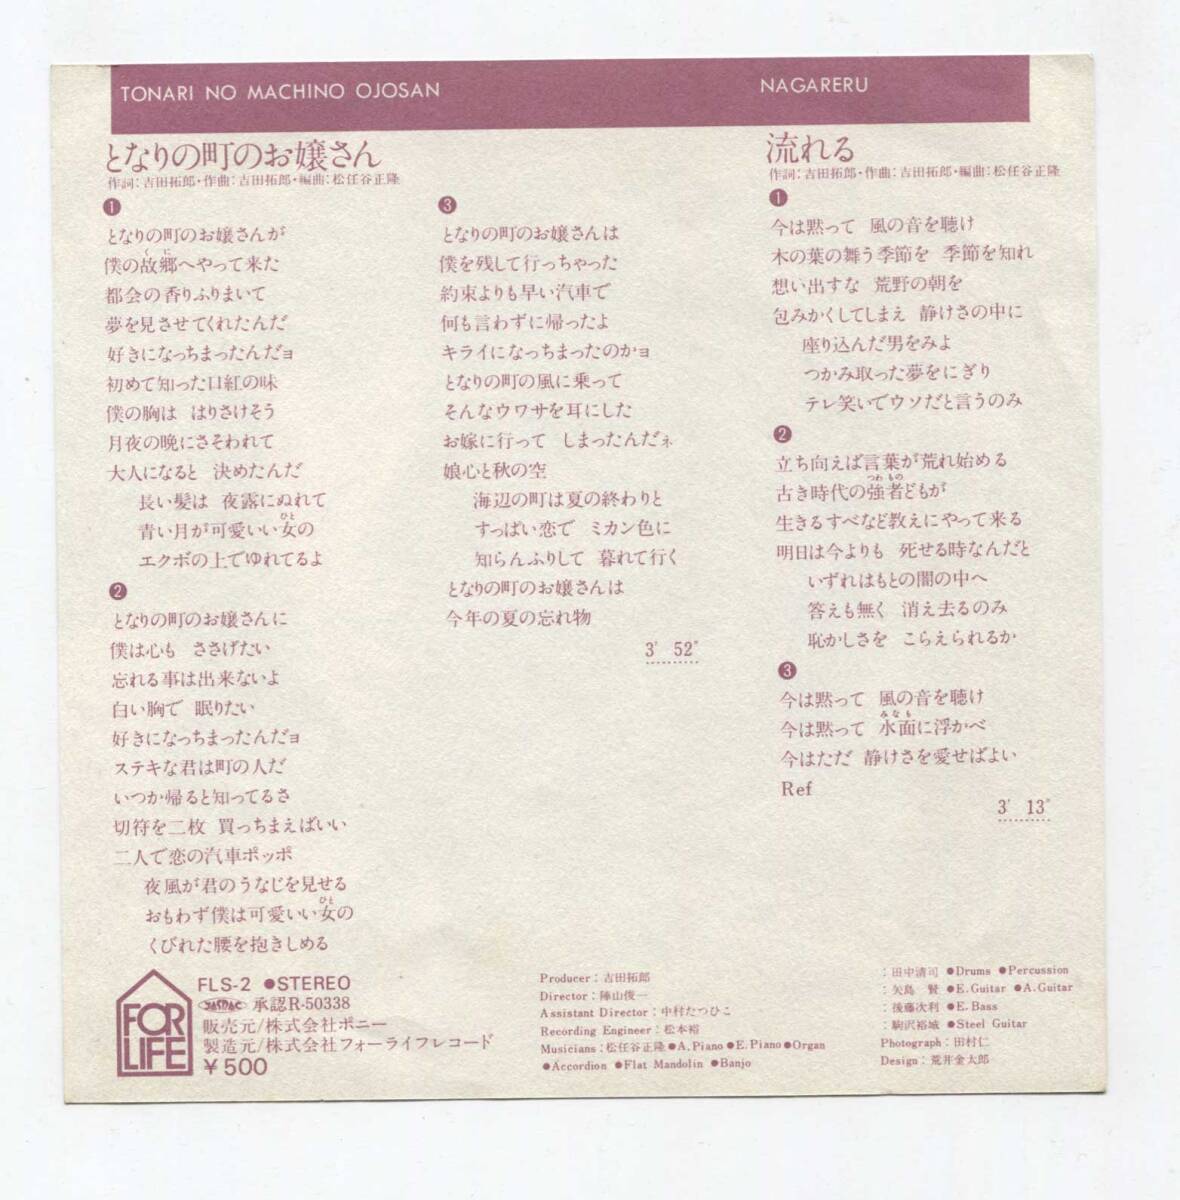 TONARI NO MACHINO OJOSAN
NAGARERU
となりの町のお嬢さん
作詞：吉田拓郎・作曲：吉田拓郎・編曲：松任谷正隆
❶
となりの町のお嬢さんが
僕の故郷へやって来た
くに
都会の香りふりまいて
夢を見させてくれたんだ
好きになっちまったんだョ
初めて知った口紅の味
僕の胸は はりさけそう
月夜の晩にさそわれて
大人になると 決めたんだ
長い髪は 夜露にぬれて
青い月が可愛いい女の
ひと
エクボの上でゆれてるよ
❷
となりの町のお嬢さんに
僕は心も ささげたい
忘れる事は出来ないよ
白い胸で 眠りたい
好きになっちまったんだョ
ステキな君は町の人だ
いつか帰ると知ってるさ
切符を二枚 買っちまえばいい
二人で恋の汽車ポッポ
夜風が君のうなじを見せる
おもわず僕は可愛いい女の
ひと
くびれた腰を抱きしめる
❸
となりの町のお嬢さんは
僕を残して行っちゃった
約束よりも早い汽車で
何も言わずに帰ったよ
キライになっちまったのかョ
となりの町の風に乗って
そんなウワサを耳にした
お嫁に行って しまったんだネ
娘心と秋の空
海辺の町は夏の終わりと
すっぱい恋で ミカン色に
知らんふりして 暮れて行く
となりの町のお嬢さんは
今年の夏の忘れ物
3′ 52″
流れる
作詞：吉田拓郎・作曲：吉田拓郎・編曲：松任谷正隆
❶
今は黙って 風の音を聴け
木の葉の舞う季節を 季節を知れ
想い出すな 荒野の朝を
包みかくしてしまえ 静けさの中に
座り込んだ男をみよ
つかみ取った夢をにぎり
テレ笑いでウソだと言うのみ
❷
立ち向えば言葉が荒れ始める
古き時代の強者どもが
つわもの
生きるすべなど教えにやって来る
明日は今よりも 死せる時なんだと
いずれはもとの闇の中へ
答えも無く 消え去るのみ
恥かしさを こらえられるか
❸
今は黙って 風の音を聴け
今は黙って 水面に浮かべ
みなも
今はただ 静けさを愛せばよい
Ref
3′ 13″
FOR LIFE
FLS-2 ●STEREO
JASRAC 承認R-50338
販売元/株式会社ポニー
製造元/株式会社フォーライフレコード
￥500
Producer：吉田拓郎
Director：陣山俊一
Assistant Director：中村たつひこ
Recording Engineer：松本裕
Musicians：松任谷正隆●A.Piano●E.Piano●Organ
●Accordion ●Flat Mandolin ●Banjo
：田中清司 ●Drums ●Percussion
：矢島 賢 ●E.Guitar ●A.Guitar
：後藤次利 ●E.Bass
：駒沢裕城 ●Steel Guitar
Photograph：田村仁
Design：荒井金太郎